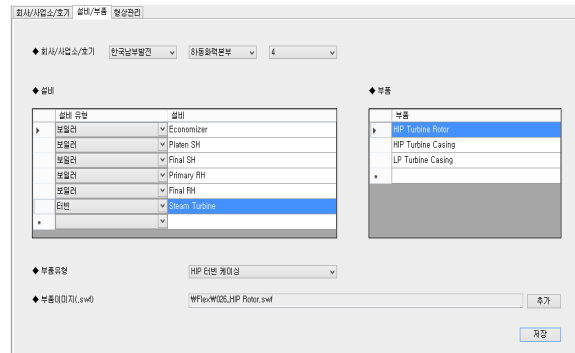 회사/사업소/호기 설비/부품 형상관리
◆ 회사/사업소/호기 한국남부발전 하동화력본부 4
◆ 설비 ◆ 부품
설비 유형 설비 부품
보일러 Economizer HIP Turbine Rotor
보일러 Platen SH HIP Turbine Casing
보일러 Final SH LP Turbine Casing
보일러 Primary RH
보일러 Final RH
터빈 Steam Turbine
◆ 부품유형 HIP 터빈 케이싱
◆ 부품이미지(.swf) ₩Flex₩026_HIP Rotor.swf 추가
저장